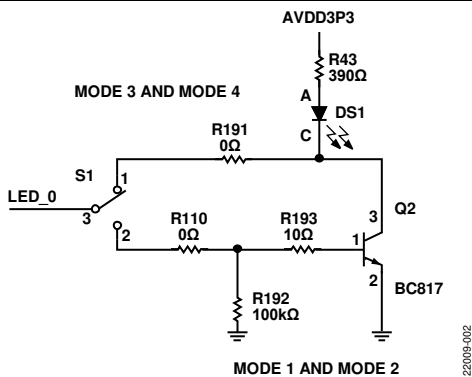 AVDD3P3
R43
390Ω
MODE 3 AND MODE 4
A
DS1
C
R191
0Ω
S1
1
LED_0
3
2
R110
0Ω
R193
10Ω
3
Q2
1
2
BC817
R192
100kΩ
MODE 1 AND MODE 2
22009-002